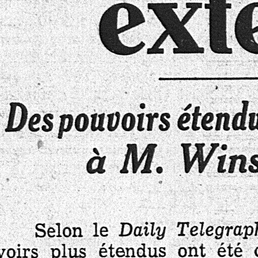 exte
Des pouvoirs étendu
à M. Wins
Selon le Daily Telegraph
voirs plus étendus ont été